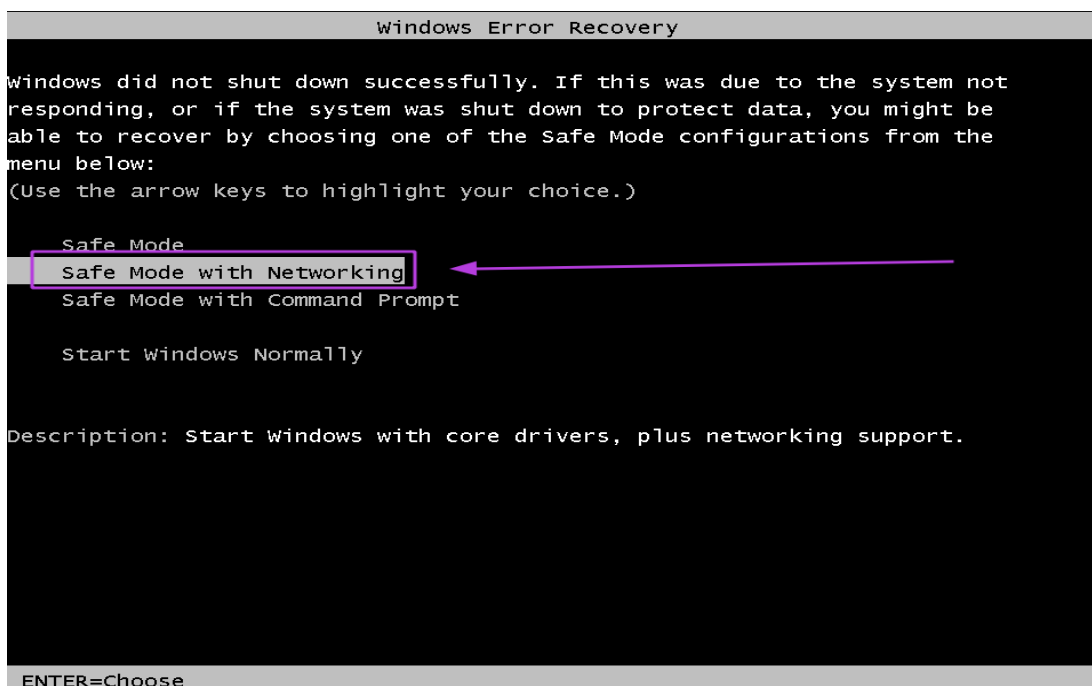 Windows Error Recovery
Windows did not shut down successfully. If this was due to the system not
responding, or if the system was shut down to protect data, you might be
able to recover by choosing one of the Safe Mode configurations from the
menu below:
(Use the arrow keys to highlight your choice.)
Safe Mode
Safe Mode with Networking
Safe Mode with Command Prompt
Start Windows Normally
Description: Start Windows with core drivers, plus networking support.
ENTER=Choose